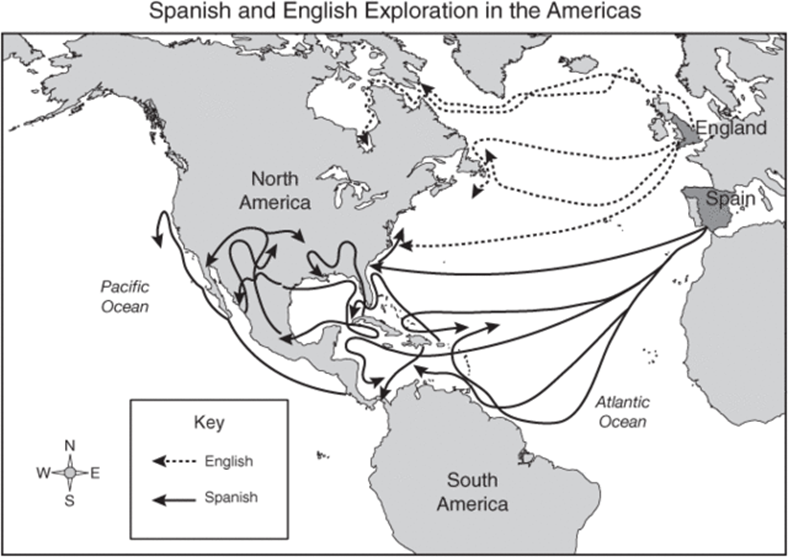 Spanish and English Exploration in the Americas
England
North
America
Spain
Pacific
Ocean
Atlantic
Ocean
Key
N
W
E
S
English
Spanish
South
America